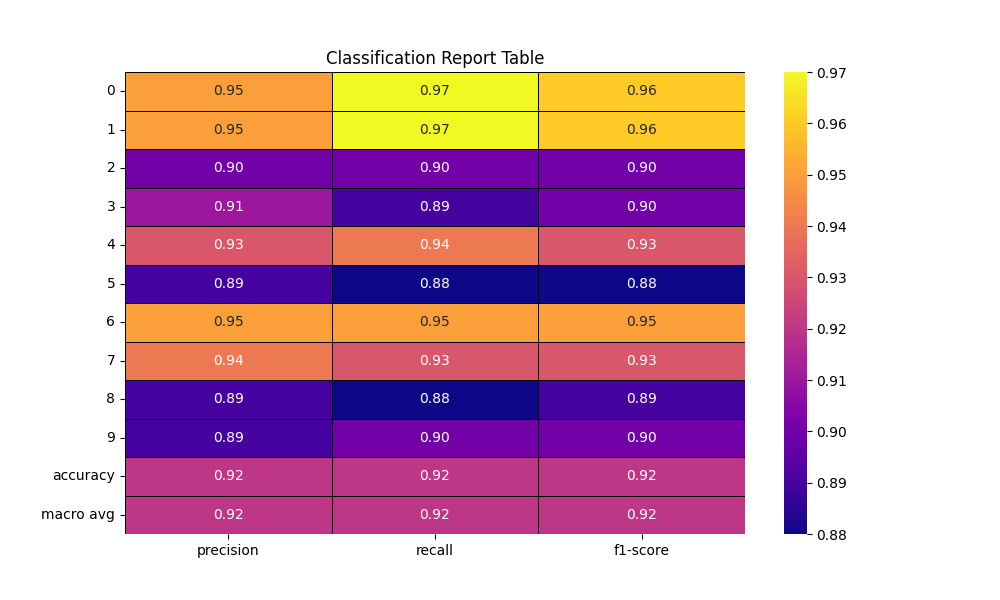 Classification Report Table
0 0.95 0.97 0.96
1 0.95 0.97 0.96
2 0.90 0.90 0.90
3 0.91 0.89 0.90
4 0.93 0.94 0.93
5 0.89 0.88 0.88
6 0.95 0.95 0.95
7 0.94 0.93 0.93
8 0.89 0.88 0.89
9 0.89 0.90 0.90
accuracy 0.92 0.92 0.92
macro avg 0.92 0.92 0.92
precision recall f1-score
0.97
0.96
0.95
0.94
0.93
0.92
0.91
0.90
0.89
0.88